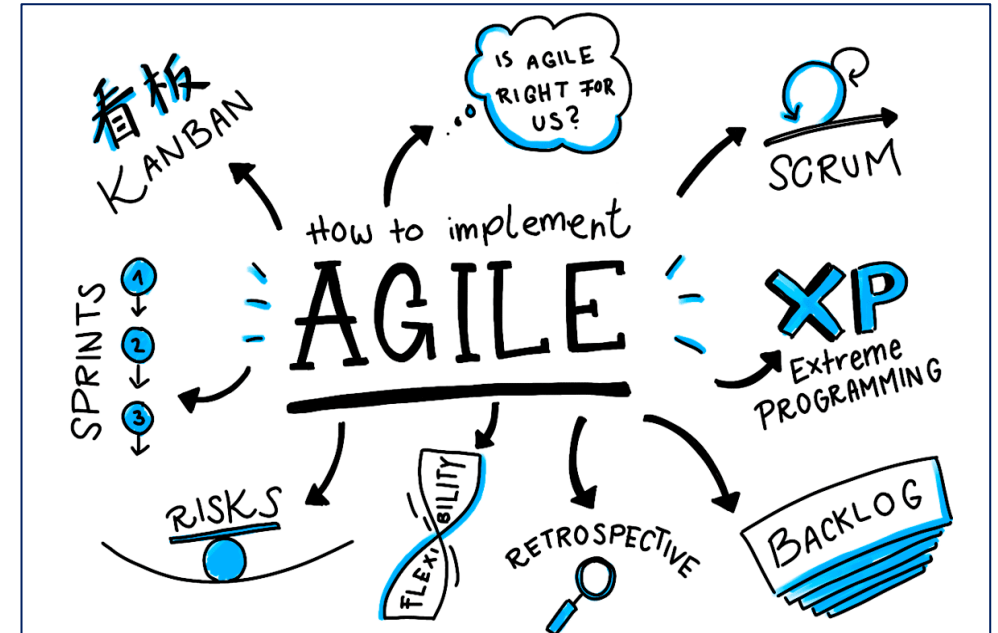 看板
KANBAN
IS AGILE
RIGHT FOR
US?
SCRUM
How to implement
AGILE
SPRINTS
1
2
3
XP
Extreme
PROGRAMMING
RISKS
FLEXI
BILITY
RETROSPECTIVE
BACKLOG